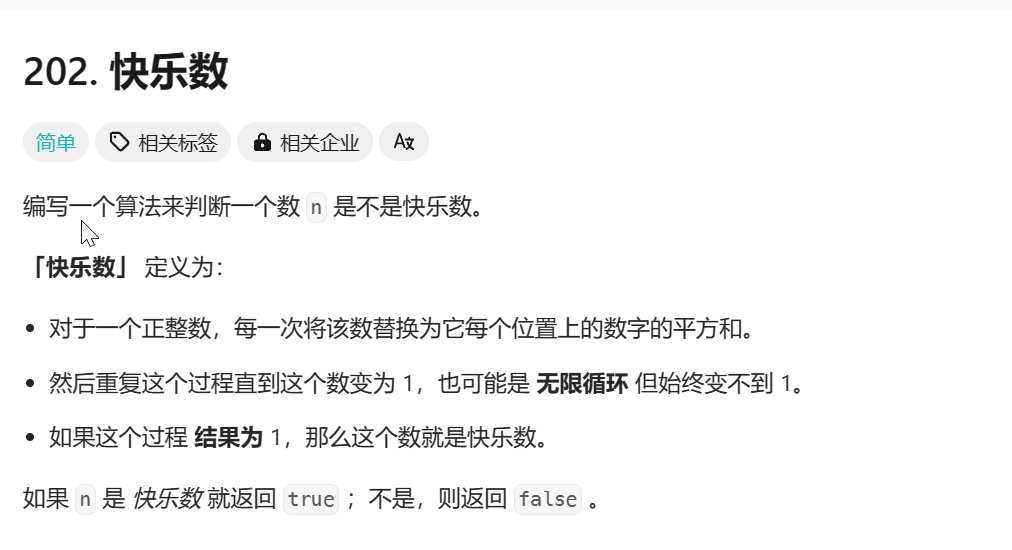 202. 快乐数
简单 相关标签 相关企业 A文
编写一个算法来判断一个数 n 是不是快乐数。
「快乐数」 定义为：
• 对于一个正整数，每一次将该数替换为它每个位置上的数字的平方和。
• 然后重复这个过程直到这个数变为 1，也可能是 无限循环 但始终变不到 1。
• 如果这个过程 结果为 1，那么这个数就是快乐数。
如果 n 是 快乐数 就返回 true ；不是，则返回 false 。